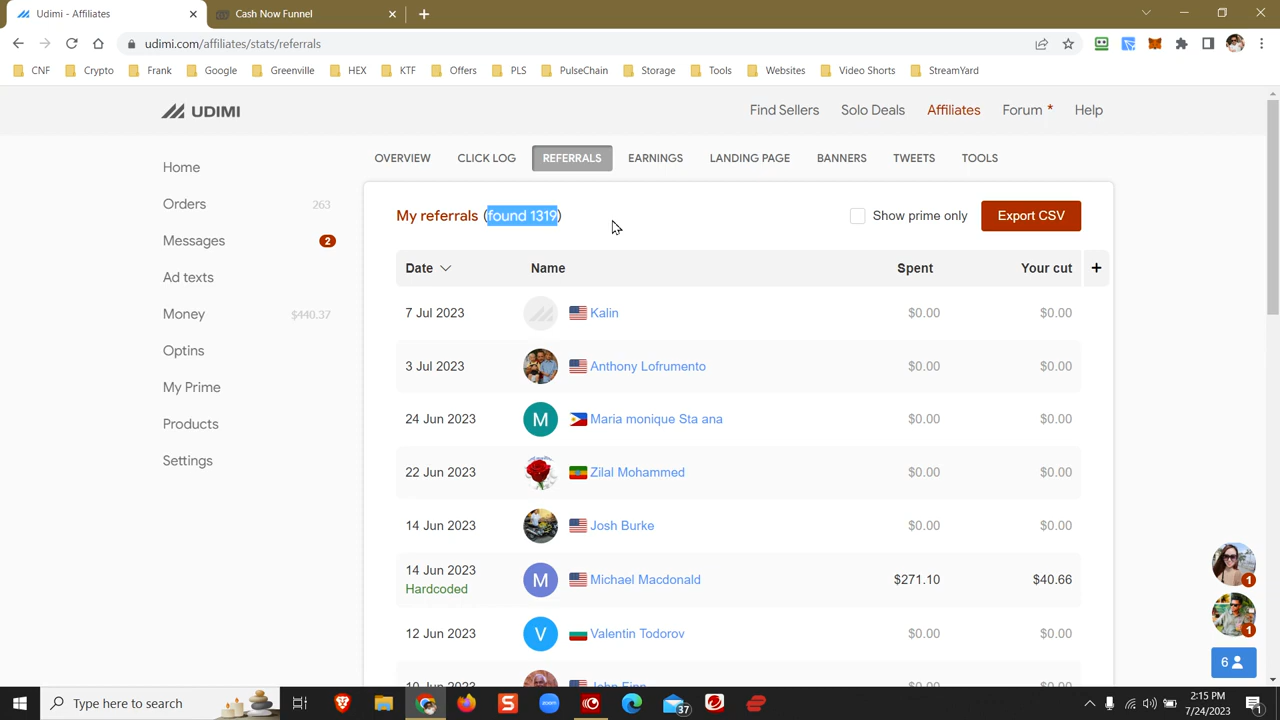 Udimi - Affiliates
Cash Now Funnel
udimi.com/affiliates/stats/referrals
CNF
Crypto
Frank
Google
Greenville
HEX
KTF
Offers
PLS
PulseChain
Storage
Tools
Websites
Video Shorts
StreamYard
UDIMI
Find Sellers
Solo Deals
Affiliates
Forum *
Help
Home
Orders 263
Messages 2
Ad texts
Money $440.37
Optins
My Prime
Products
Settings
OVERVIEW
CLICK LOG
REFERRALS
EARNINGS
LANDING PAGE
BANNERS
TWEETS
TOOLS
My referrals (found 1319)
Show prime only
Export CSV
Date Name Spent Your cut +
7 Jul 2023 Kalin $0.00 $0.00
3 Jul 2023 Anthony Lofrumento $0.00 $0.00
24 Jun 2023 M Maria monique Sta ana $0.00 $0.00
22 Jun 2023 Zilal Mohammed $0.00 $0.00
14 Jun 2023 Josh Burke $0.00 $0.00
14 Jun 2023
Hardcoded
M Michael Macdonald $271.10 $40.66
12 Jun 2023 V Valentin Todorov $0.00 $0.00
1
1
6
Type here to search
zoom
37
2:15 PM
7/24/2023
1